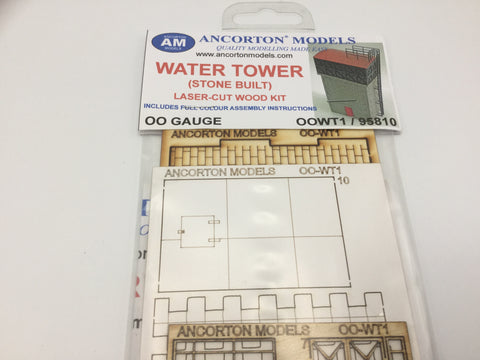 AM
MODELS
ANCORTON® MODELS
QUALITY MODELLING MADE EASY
www.ancortonmodels.com
WATER TOWER
(STONE BUILT)
LASER-CUT WOOD KIT
INCLUDES FULL COLOUR ASSEMBLY INSTRUCTIONS
OO GAUGE
OOWT1 / 95810
ANCORTON MODELS OO-WT1
ANCORTON MODELS OO-WT1
10
ANCORTON MODELS OO-WT1
7